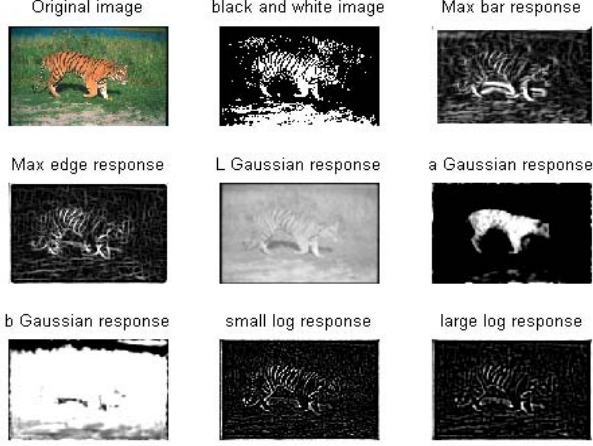 Original image
black and white image
Max bar response
Max edge response
L Gaussian response
a Gaussian response
b Gaussian response
small log response
large log response